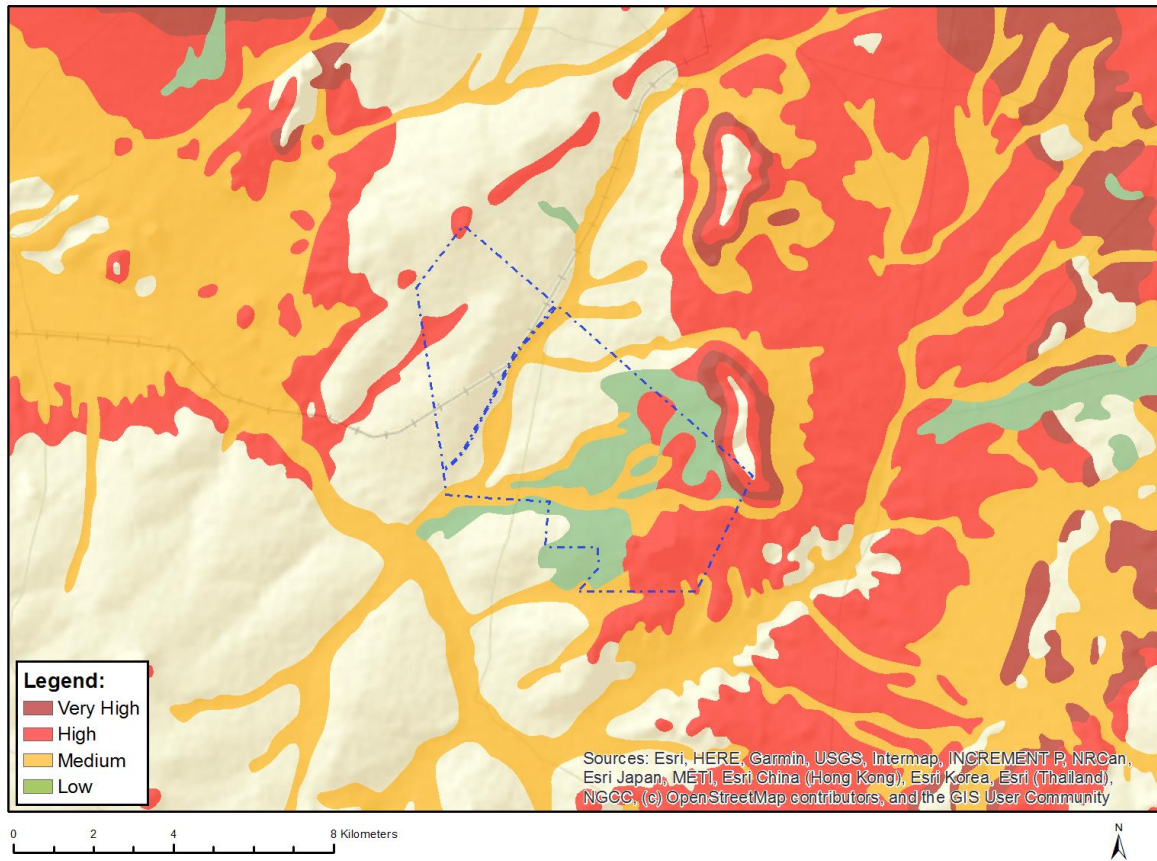 Legend:
Very High
High
Medium
Low
Sources: Esri, HERE, Garmin, USGS, Intermap, INCREMENT P, NRCan,
Esri Japan, METI, Esri China (Hong Kong), Esri Korea, Esri (Thailand),
NGCC, (c) OpenStreetMap contributors, and the GIS User Community
0 2 4 8 Kilometers
N